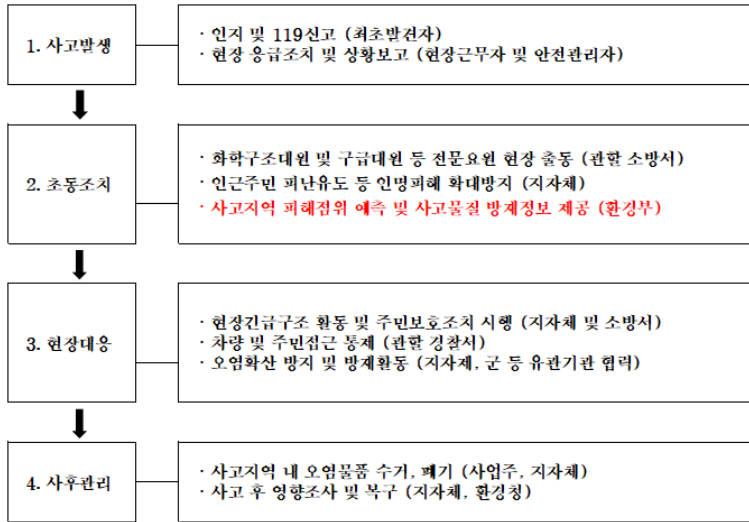 1. 사고발생
· 인지 및 119신고 (최초발견자)
· 현장 응급조치 및 상황보고 (현장근무자 및 안전관리자)
2. 초동조치
· 화학구조대원 및 구급대원 등 전문요원 현장 출동 (관할 소방서)
· 인근주민 피난유도 등 인명피해 확대방지 (지자체)
· 사고지역 피해점위 예측 및 사고물질 방제정보 제공 (환경부)
3. 현장대응
· 현장긴급구조 활동 및 주민보호조치 시행 (지자체 및 소방서)
· 차량 및 주민접근 통제 (관할 경찰서)
· 오염확산 방지 및 방제활동 (지자제, 군 등 유관기관 협력)
4. 사후관리
· 사고지역 내 오염물품 수거, 폐기 (사업주, 지자체)
· 사고 후 영향조사 및 복구 (지자체, 환경청)